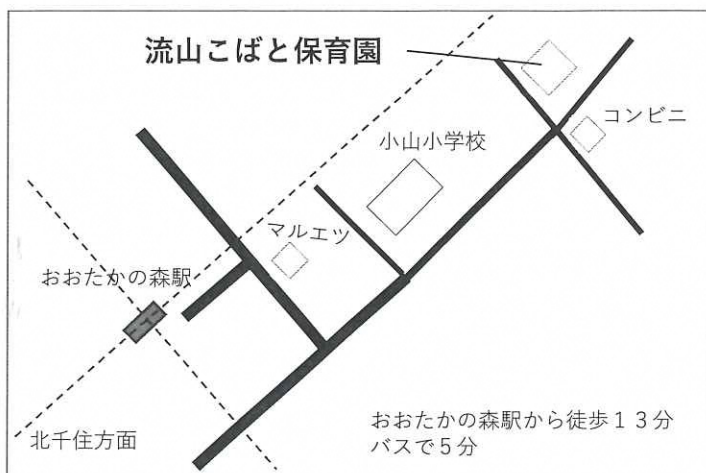 流山こばと保育園
コンビニ
小山小学校
マルエツ
おおたかの森駅
北千住方面
おおたかの森駅から徒歩１３分
バスで５分